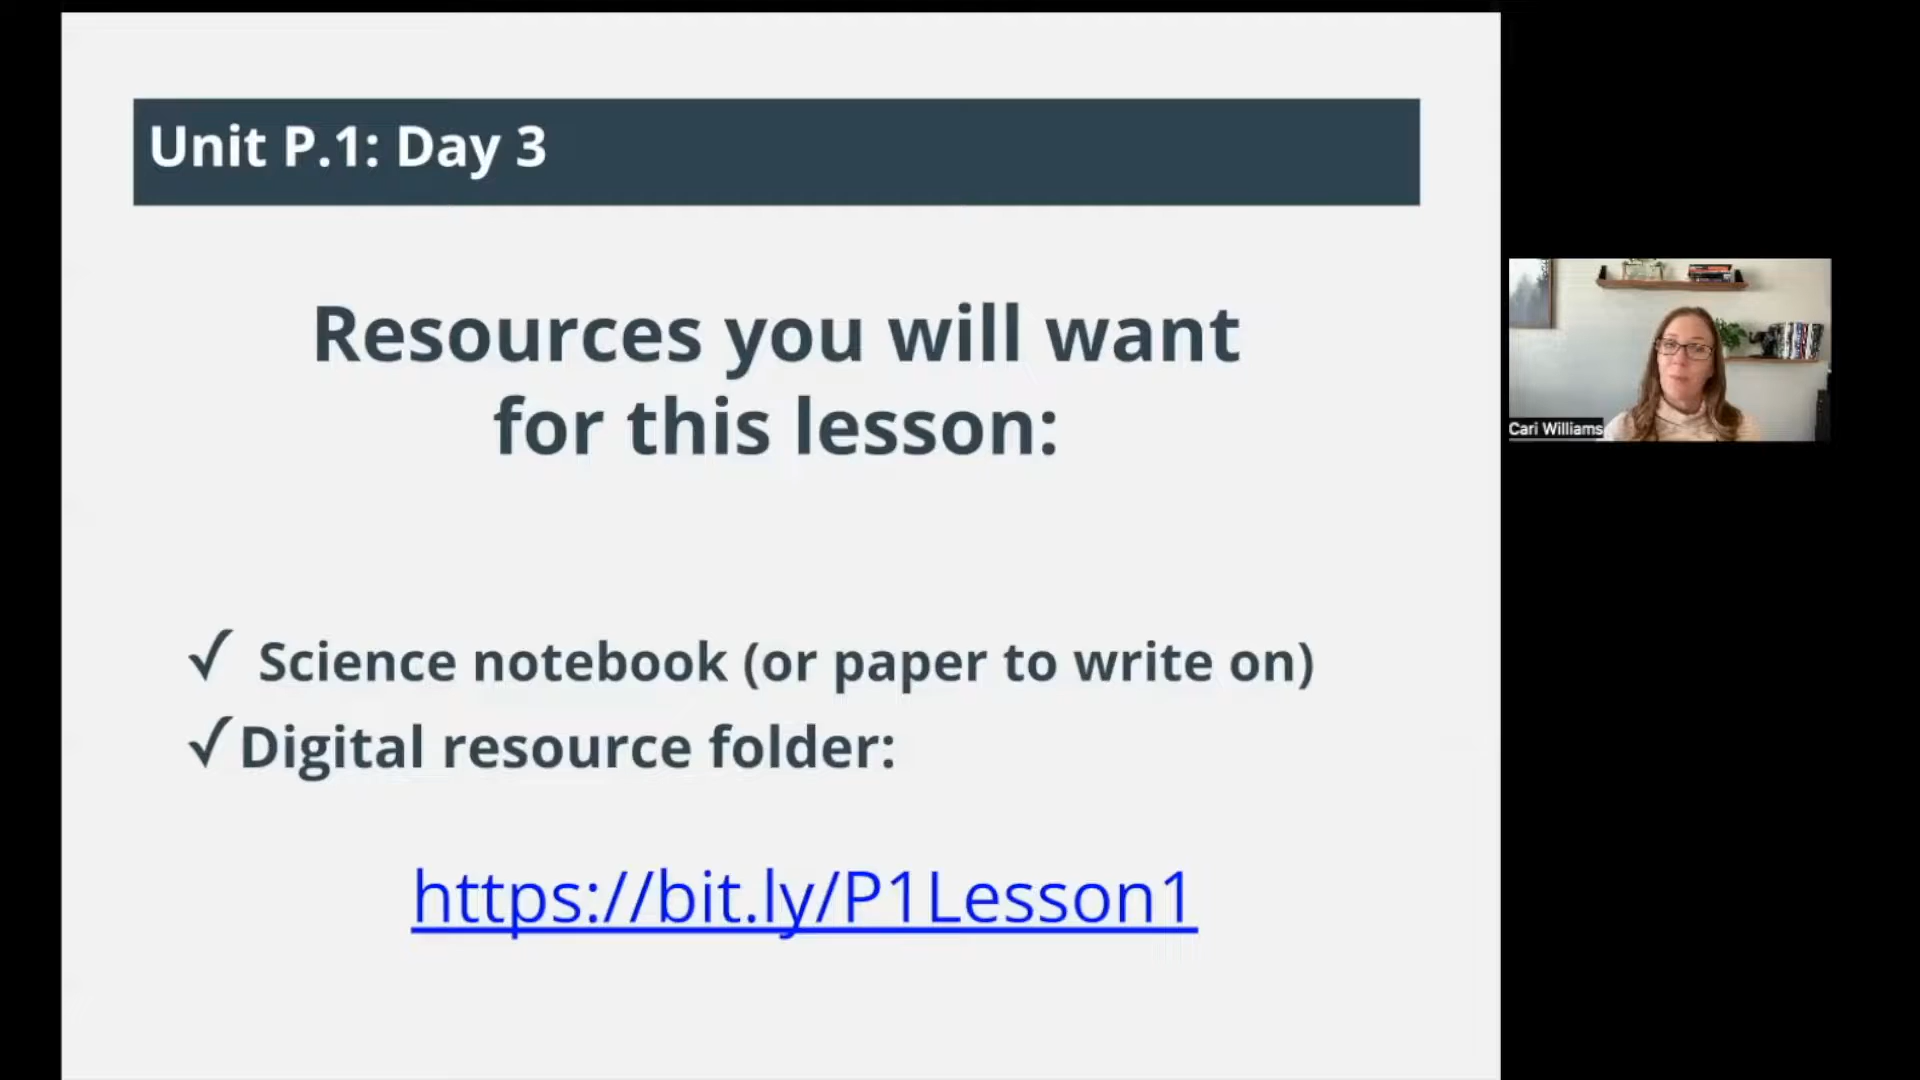 Unit P.1: Day 3
Resources you will want
for this lesson:
✓ Science notebook (or paper to write on)
✓ Digital resource folder:
https://bit.ly/P1Lesson1
Cari Williams